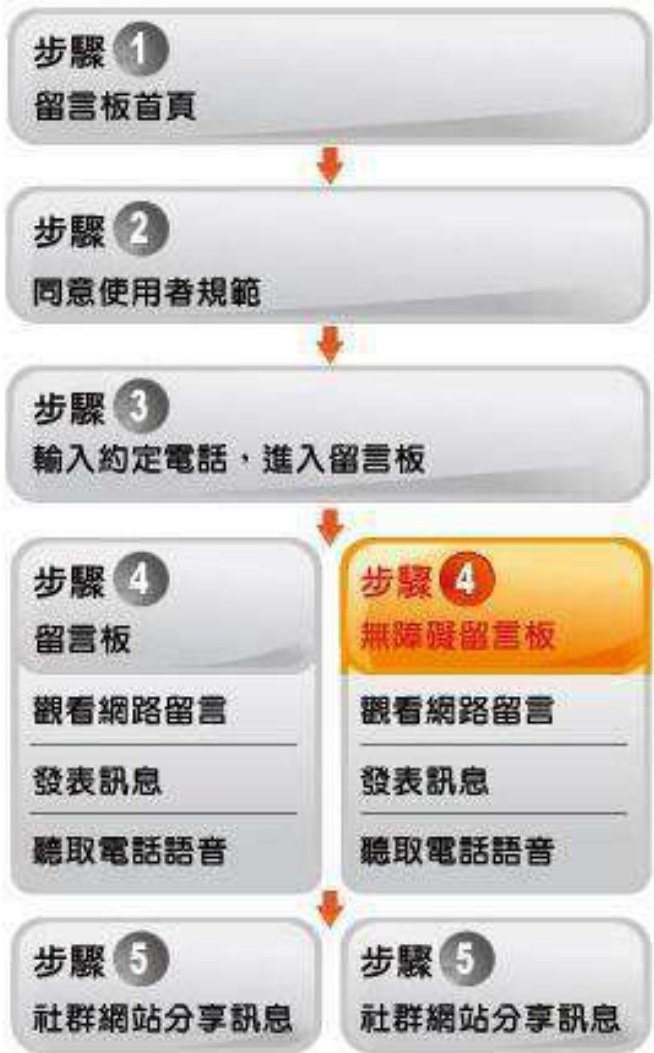 步驟 1
留言板首頁
步驟 2
同意使用者規範
步驟 3
輸入約定電話，進入留言板
步驟 4
留言板
觀看網路留言
發表訊息
聽取電話語音
步驟 4
無障礙留言板
觀看網路留言
發表訊息
聽取電話語音
步驟 5
社群網站分享訊息
步驟 5
社群網站分享訊息